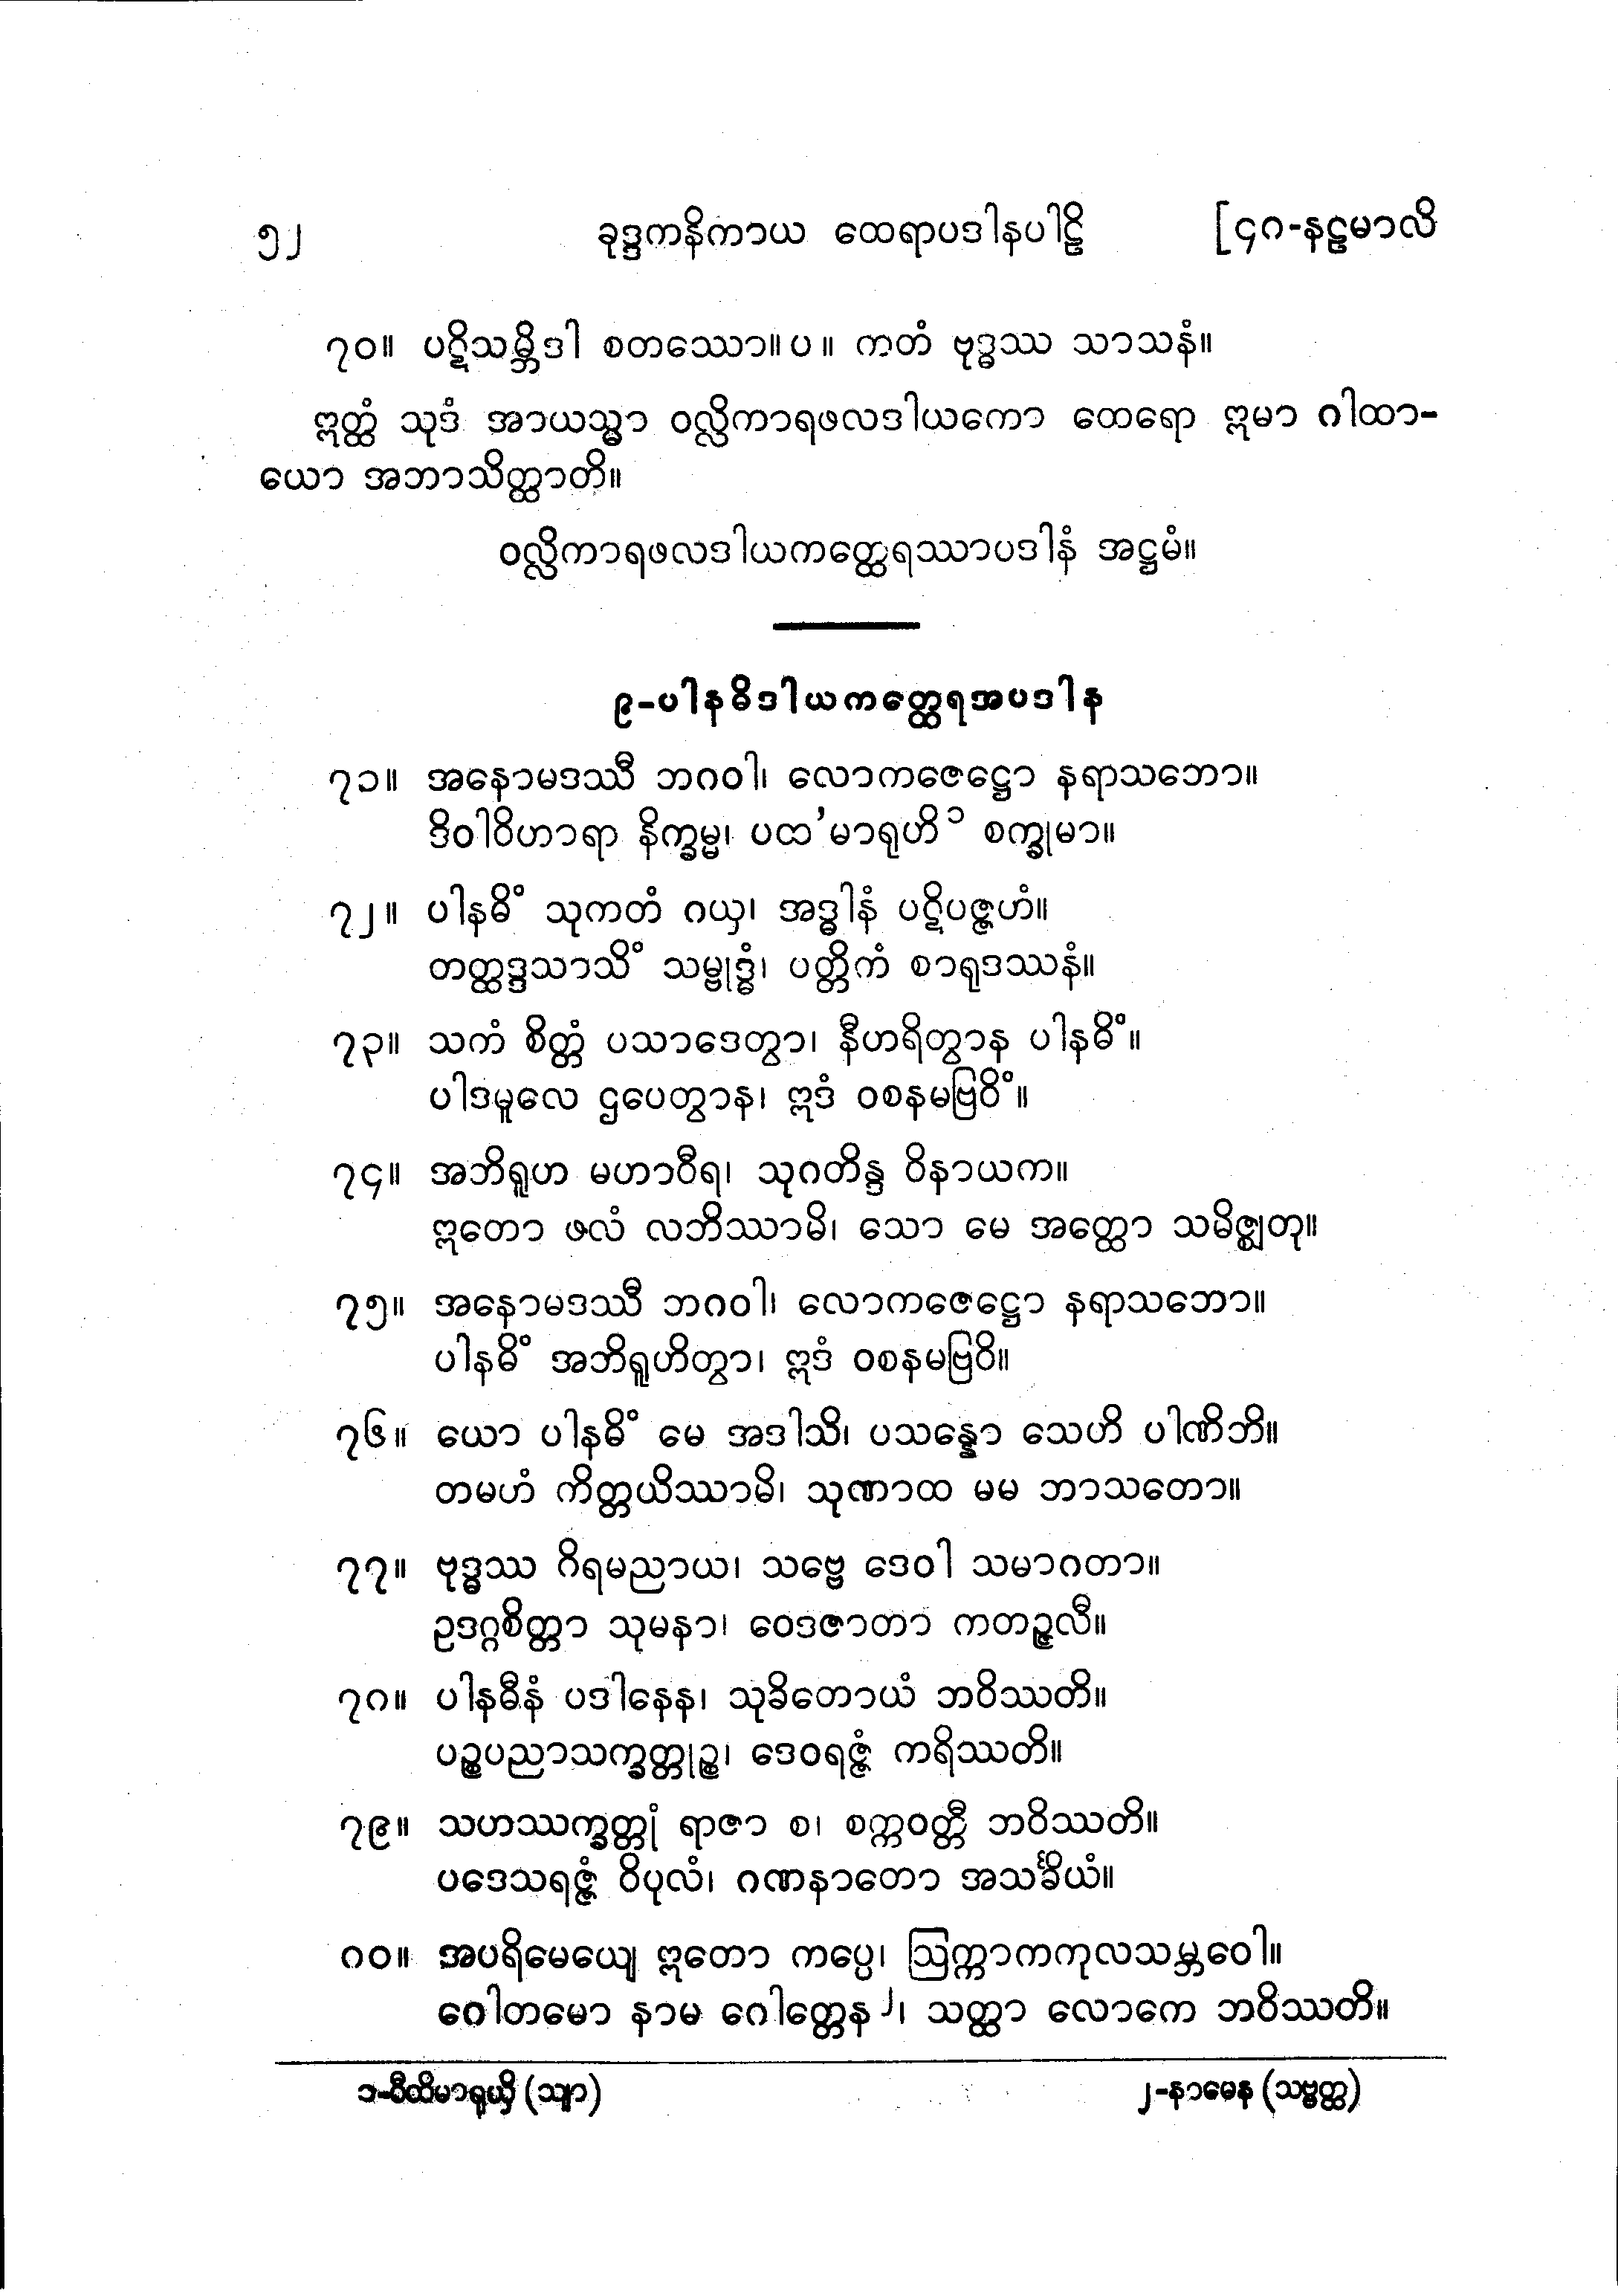 ၅၂ ခုဒ္ဒကနိကာယ ထေရာပဒါနပါဠိ [၄၈-နဠမာလိ
၇၀။ ပဋိသမ္ဘိဒါ စတဿော။ပ။ ကတံ ဗုဒ္ဓဿ သာသနံ။
ဣတ္ထံ သုဒံ အာယသ္မာ ဝလ္လိကာရဖလဒါယကော ထေရော ဣမာ ဂါထာ-
ယော အဘာသိတ္ထာတိ။
ဝလ္လိကာရဖလဒါယကတ္ထေရဿာပဒါနံ အဋ္ဌမံ။
၉-ပါနဓိဒါယကတ္ထေရအပဒါန
၇၁။ အနောမဒဿီ ဘဂဝါ၊ လောကဇေဋ္ဌော နရာသဘော။
ဒိဝါဝိဟာရာ နိက္ခမ္မ၊ ပထ’မာရုဟိ ၁ စက္ခုမာ။
၇၂။ ပါနဓိံ သုကတံ ဂယှ၊ အဒ္ဓါနံ ပဋိပဇ္ဇဟံ။
တတ္ထဒ္ဒသာသိံ သမ္ဗုဒ္ဓံ၊ ပတ္တိကံ စာရုဒဿနံ။
၇၃။ သကံ စိတ္တံ ပသာဒေတွာ၊ နီဟရိတွာန ပါနဓိံ။
ပါဒမူလေ ဌပေတွာန၊ ဣဒံ ဝစနမဗြဝိံ။
၇၄။ အဘိရူဟ မဟာဝီရ၊ သုဂတိန္ဒ ဝိနာယက။
ဣတော ဖလံ လဘိဿာမိ၊ သော မေ အတ္ထော သမိဇ္ဈတု။
၇၅။ အနောမဒဿီ ဘဂဝါ၊ လောကဇေဋ္ဌော နရာသဘော။
ပါနဓိံ အဘိရူဟိတွာ၊ ဣဒံ ဝစနမဗြဝိ။
၇၆။ ယော ပါနဓိံ မေ အဒါသိ၊ ပသန္နော သေဟိ ပါဏိဘိ။
တမဟံ ကိတ္တယိဿာမိ၊ သုဏာထ မမ ဘာသတော။
၇၇။ ဗုဒ္ဓဿ ဂိရမညာယ၊ သဗ္ဗေ ဒေဝါ သမာဂတာ။
ဥဒဂ္ဂစိတ္တာ သုမနာ၊ ဝေဒဇာတာ ကတဉ္ဇလီ။
၇၈။ ပါနဓီနံ ပဒါနေန၊ သုခိတောယံ ဘဝိဿတိ။
ပဉ္စပညာသက္ခတ္တုဉ္စ၊ ဒေဝရဇ္ဇံ ကရိဿတိ။
၇၉။ သဟဿက္ခတ္တုံ ရာဇာ စ၊ စက္ကဝတ္တီ ဘဝိဿတိ။
ပဒေသရဇ္ဇံ ဝိပုလံ၊ ဂဏနာတော အသင်္ခိယံ။
၈၀။ အပရိမေယျေ ဣတော ကပ္ပေ၊ ဩက္ကာကကုလသမ္ဘဝေါ။
ဂေါတမော နာမ ဂေါတ္တေန ၂၊ သတ္ထာ လောကေ ဘဝိဿတိ။
၁-ဝီထိမာရုယှိ (သျာ) ၂-နာမေန (သဗ္ဗတ္ထ)